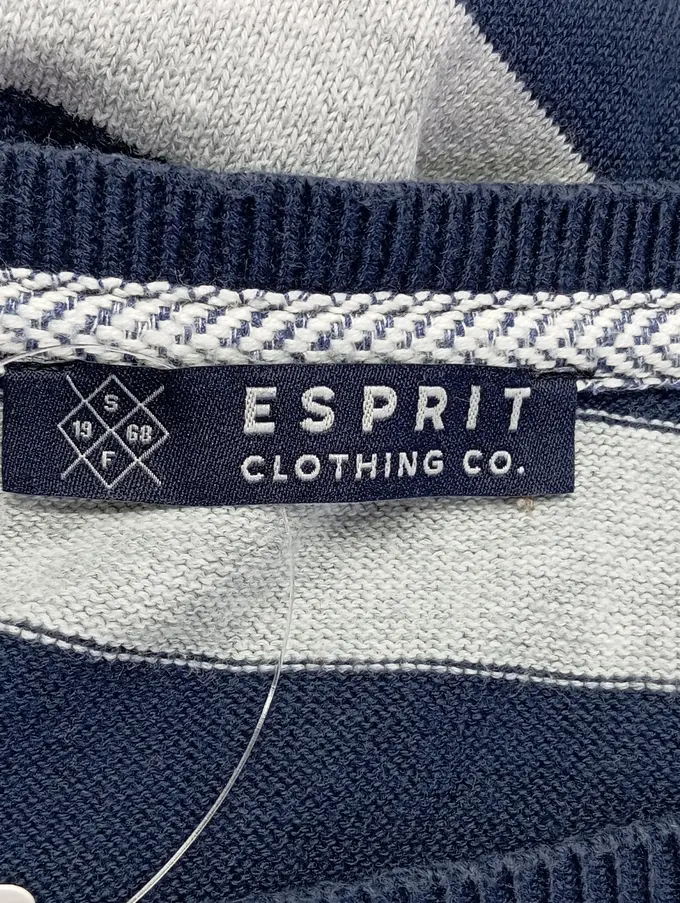 S
19 68
F
ESPRIT
CLOTHING CO.